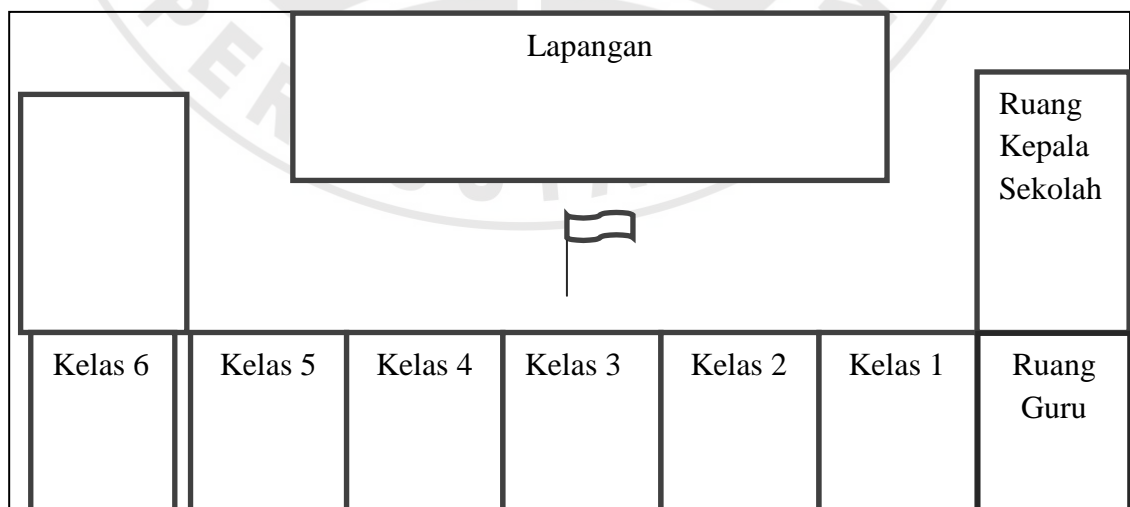 Lapangan
Ruang
Kepala
Sekolah
Kelas 6
Kelas 5
Kelas 4
Kelas 3
Kelas 2
Kelas 1
Ruang
Guru